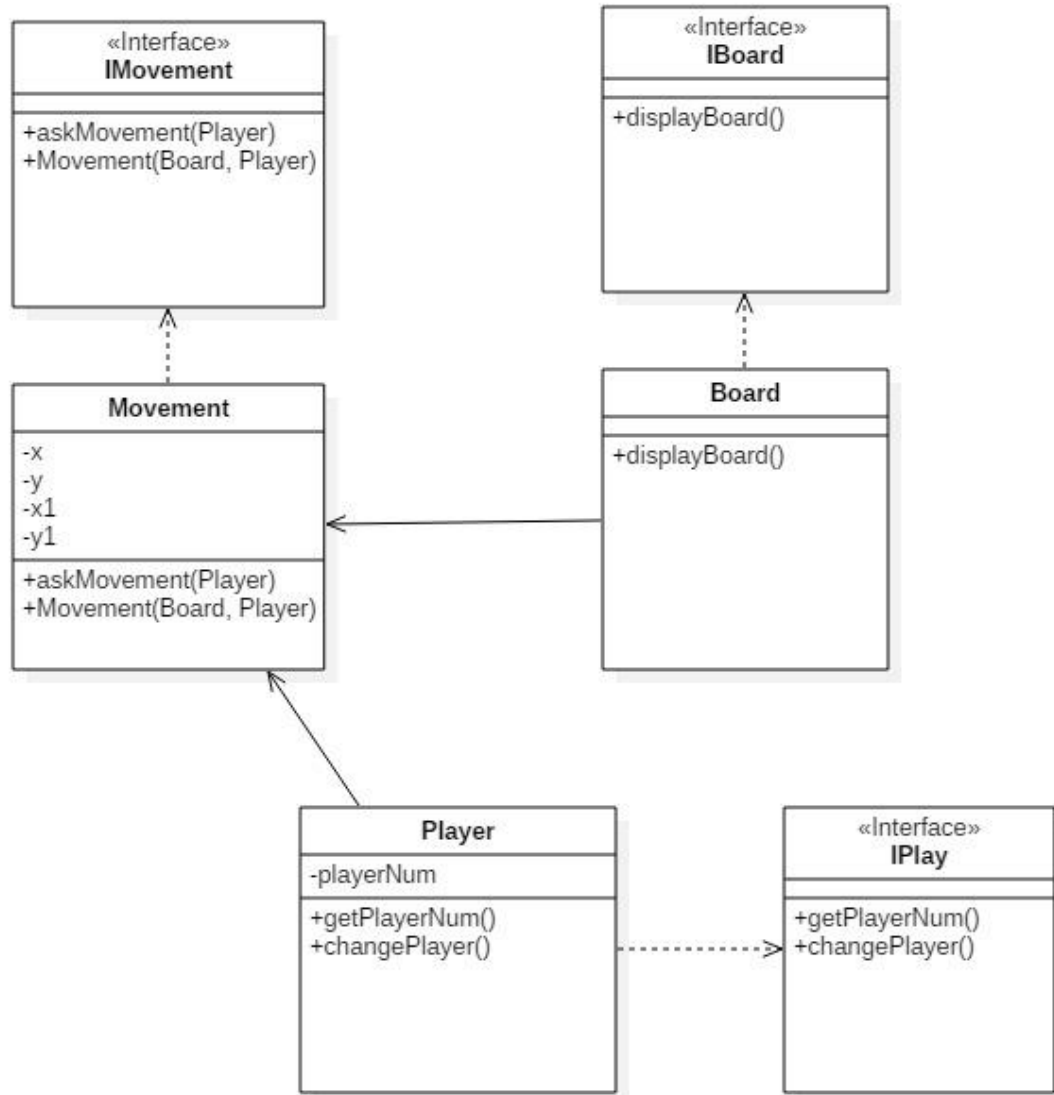 «Interface»
IMovement
+askMovement(Player)
+Movement(Board, Player)
«Interface»
IBoard
+displayBoard()
Movement
-x
-y
-x1
-y1
+askMovement(Player)
+Movement(Board, Player)
Board
+displayBoard()
Player
-playerNum
+getPlayerNum()
+changePlayer()
«Interface»
IPlay
+getPlayerNum()
+changePlayer()